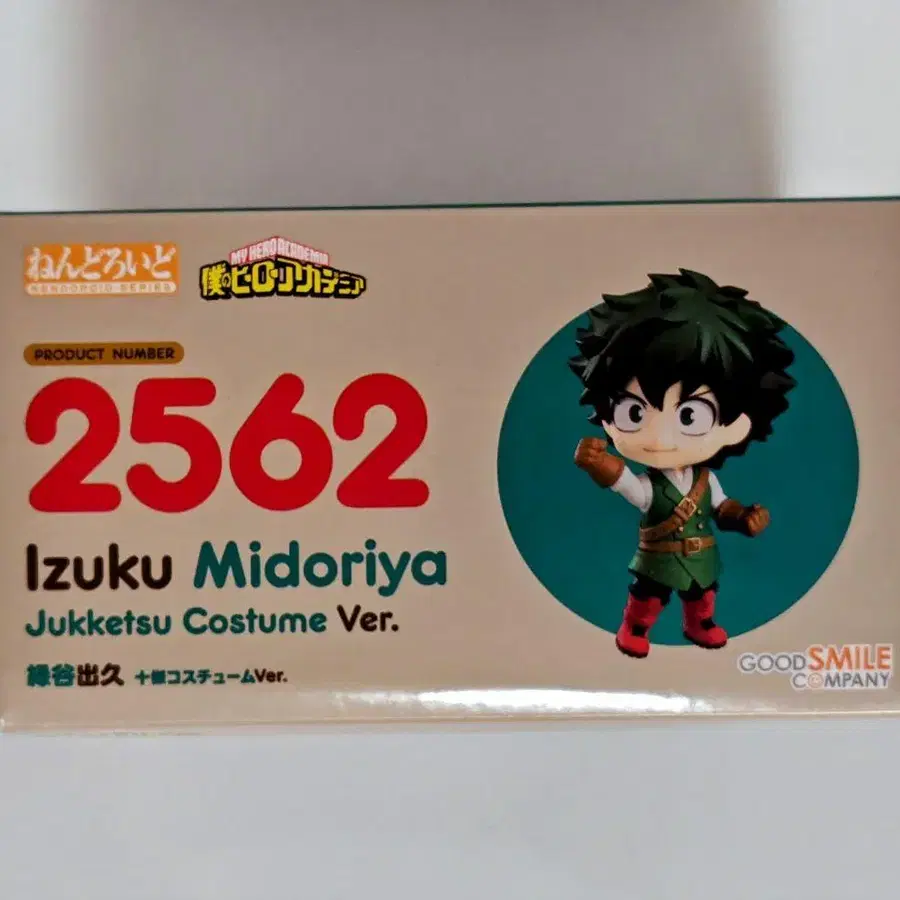 ねんどろいど
NENDOROID SERIES
MY HERO ACADEMIA
僕のヒーローアカデミア
PRODUCT NUMBER
2562
Izuku Midoriya
Jukketsu Costume Ver.
緑谷出久 十傑コスチュームVer.
GOOD SMILE
COMPANY